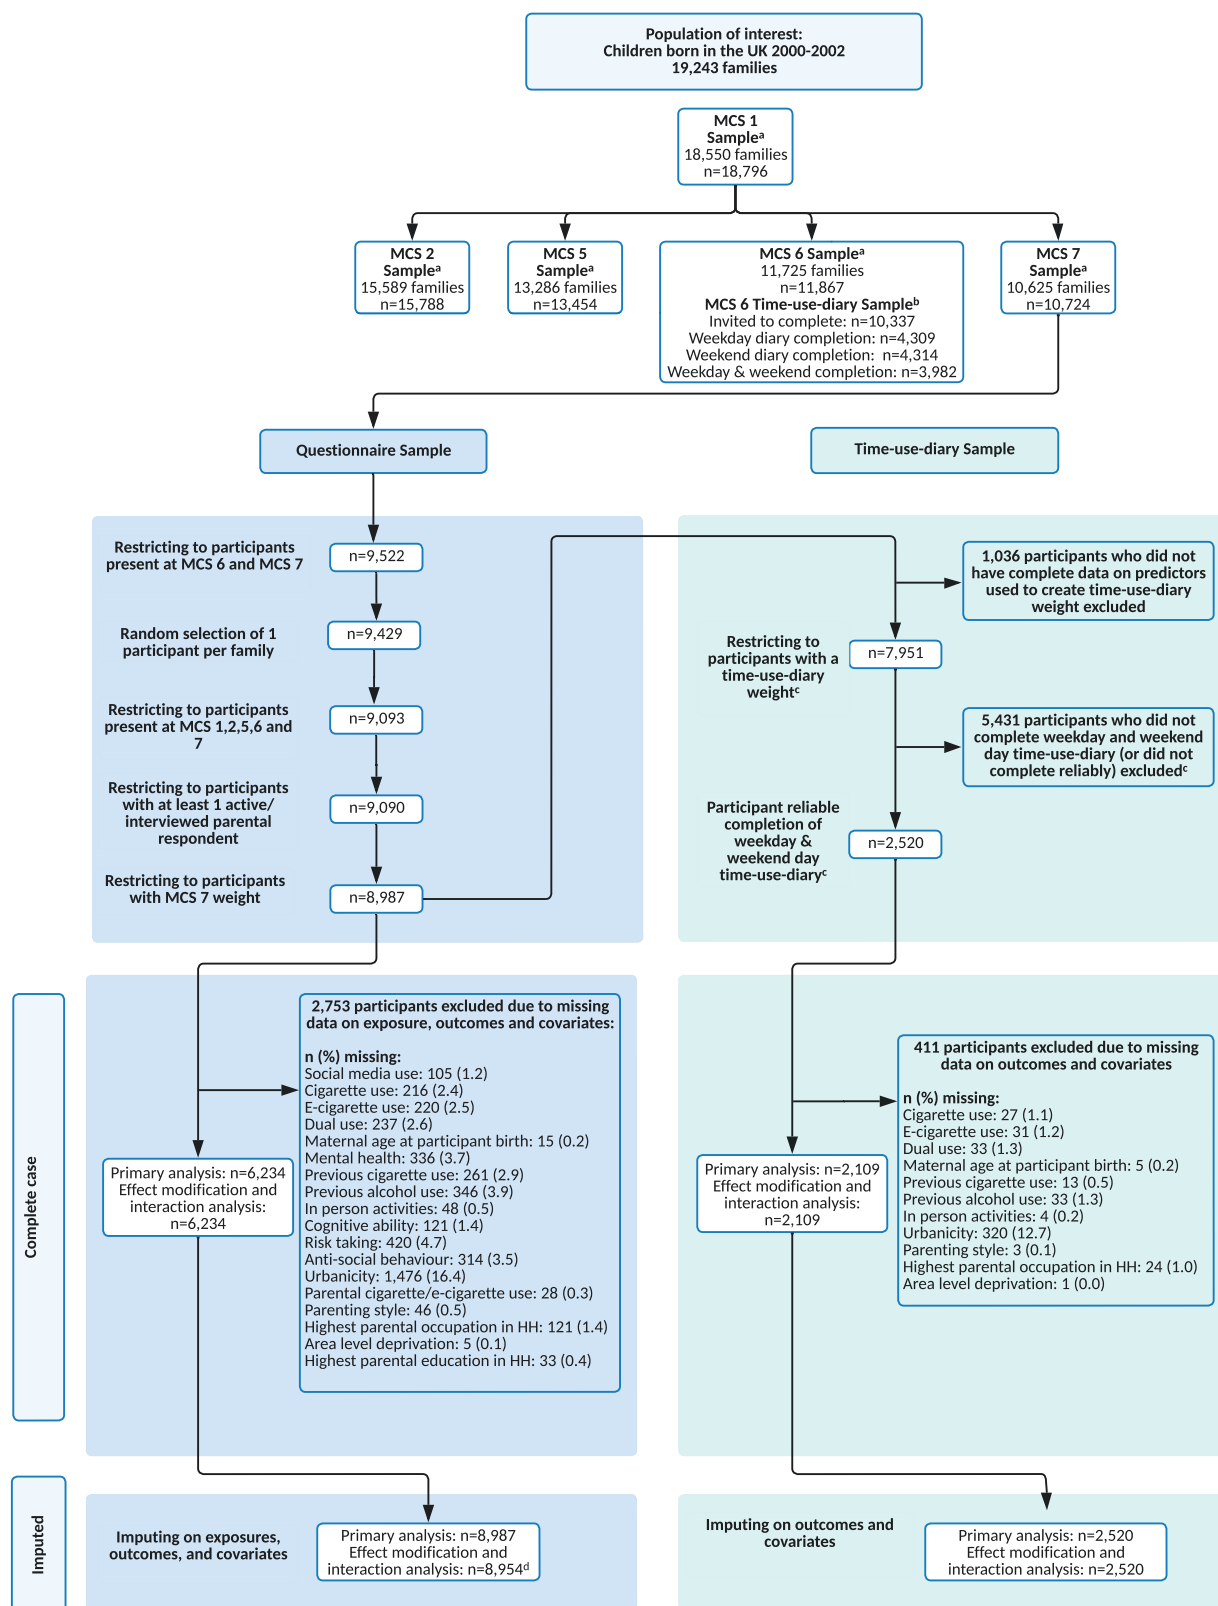 Population of interest:
Children born in the UK 2000-2002
19,243 families
MCS 1
Sampleᵃ
18,550 families
n=18,796
MCS 2
Sampleᵃ
15,589 families
n=15,788
MCS 5
Sampleᵃ
13,286 families
n=13,454
MCS 6 Sampleᵃ
11,725 families
n=11,867
MCS 6 Time-use-diary Sampleᵇ
Invited to complete: n=10,337
Weekday diary completion: n=4,309
Weekend diary completion: n=4,314
Weekday & weekend completion: n=3,982
MCS 7
Sampleᵃ
10,625 families
n=10,724
Questionnaire Sample
Restricting to participants
present at MCS 6 and MCS 7
n=9,522
Random selection of 1
participant per family
n=9,429
Restricting to participants
present at MCS 1,2,5,6 and
7
n=9,093
Restricting to participants
with at least 1 active/
interviewed parental
respondent
n=9,090
Restricting to participants
with MCS 7 weight
n=8,987
Time-use-diary Sample
1,036 participants who did not
have complete data on predictors
used to create time-use-diary
weight excluded
Restricting to
participants with a
time-use-diary
weightᶜ
n=7,951
5,431 participants who did not
complete weekday and weekend
day time-use-diary (or did not
complete reliably) excludedᶜ
Participant reliable
completion of
weekday &
weekend day
time-use-diaryᶜ
n=2,520
Complete case
2,753 participants excluded due to missing
data on exposure, outcomes and covariates:
n (%) missing:
Social media use: 105 (1.2)
Cigarette use: 216 (2.4)
E-cigarette use: 220 (2.5)
Dual use: 237 (2.6)
Maternal age at participant birth: 15 (0.2)
Mental health: 336 (3.7)
Previous cigarette use: 261 (2.9)
Previous alcohol use: 346 (3.9)
In person activities: 48 (0.5)
Cognitive ability: 121 (1.4)
Risk taking: 420 (4.7)
Anti-social behaviour: 314 (3.5)
Urbanicity: 1,476 (16.4)
Parental cigarette/e-cigarette use: 28 (0.3)
Parenting style: 46 (0.5)
Highest parental occupation in HH: 121 (1.4)
Area level deprivation: 5 (0.1)
Highest parental education in HH: 33 (0.4)
Primary analysis: n=6,234
Effect modification and
interaction analysis:
n=6,234
411 participants excluded due to missing
data on outcomes and covariates
n (%) missing:
Cigarette use: 27 (1.1)
E-cigarette use: 31 (1.2)
Dual use: 33 (1.3)
Maternal age at participant birth: 5 (0.2)
Previous cigarette use: 13 (0.5)
Previous alcohol use: 33 (1.3)
In person activities: 4 (0.2)
Urbanicity: 320 (12.7)
Parenting style: 3 (0.1)
Highest parental occupation in HH: 24 (1.0)
Area level deprivation: 1 (0.0)
Primary analysis: n=2,109
Effect modification and
interaction analysis:
n=2,109
Imputed
Imputing on exposures,
outcomes, and covariates
Primary analysis: n=8,987
Effect modification and
interaction analysis: n=8,954ᵈ
Imputing on outcomes and
covariates
Primary analysis: n=2,520
Effect modification and
interaction analysis: n=2,520